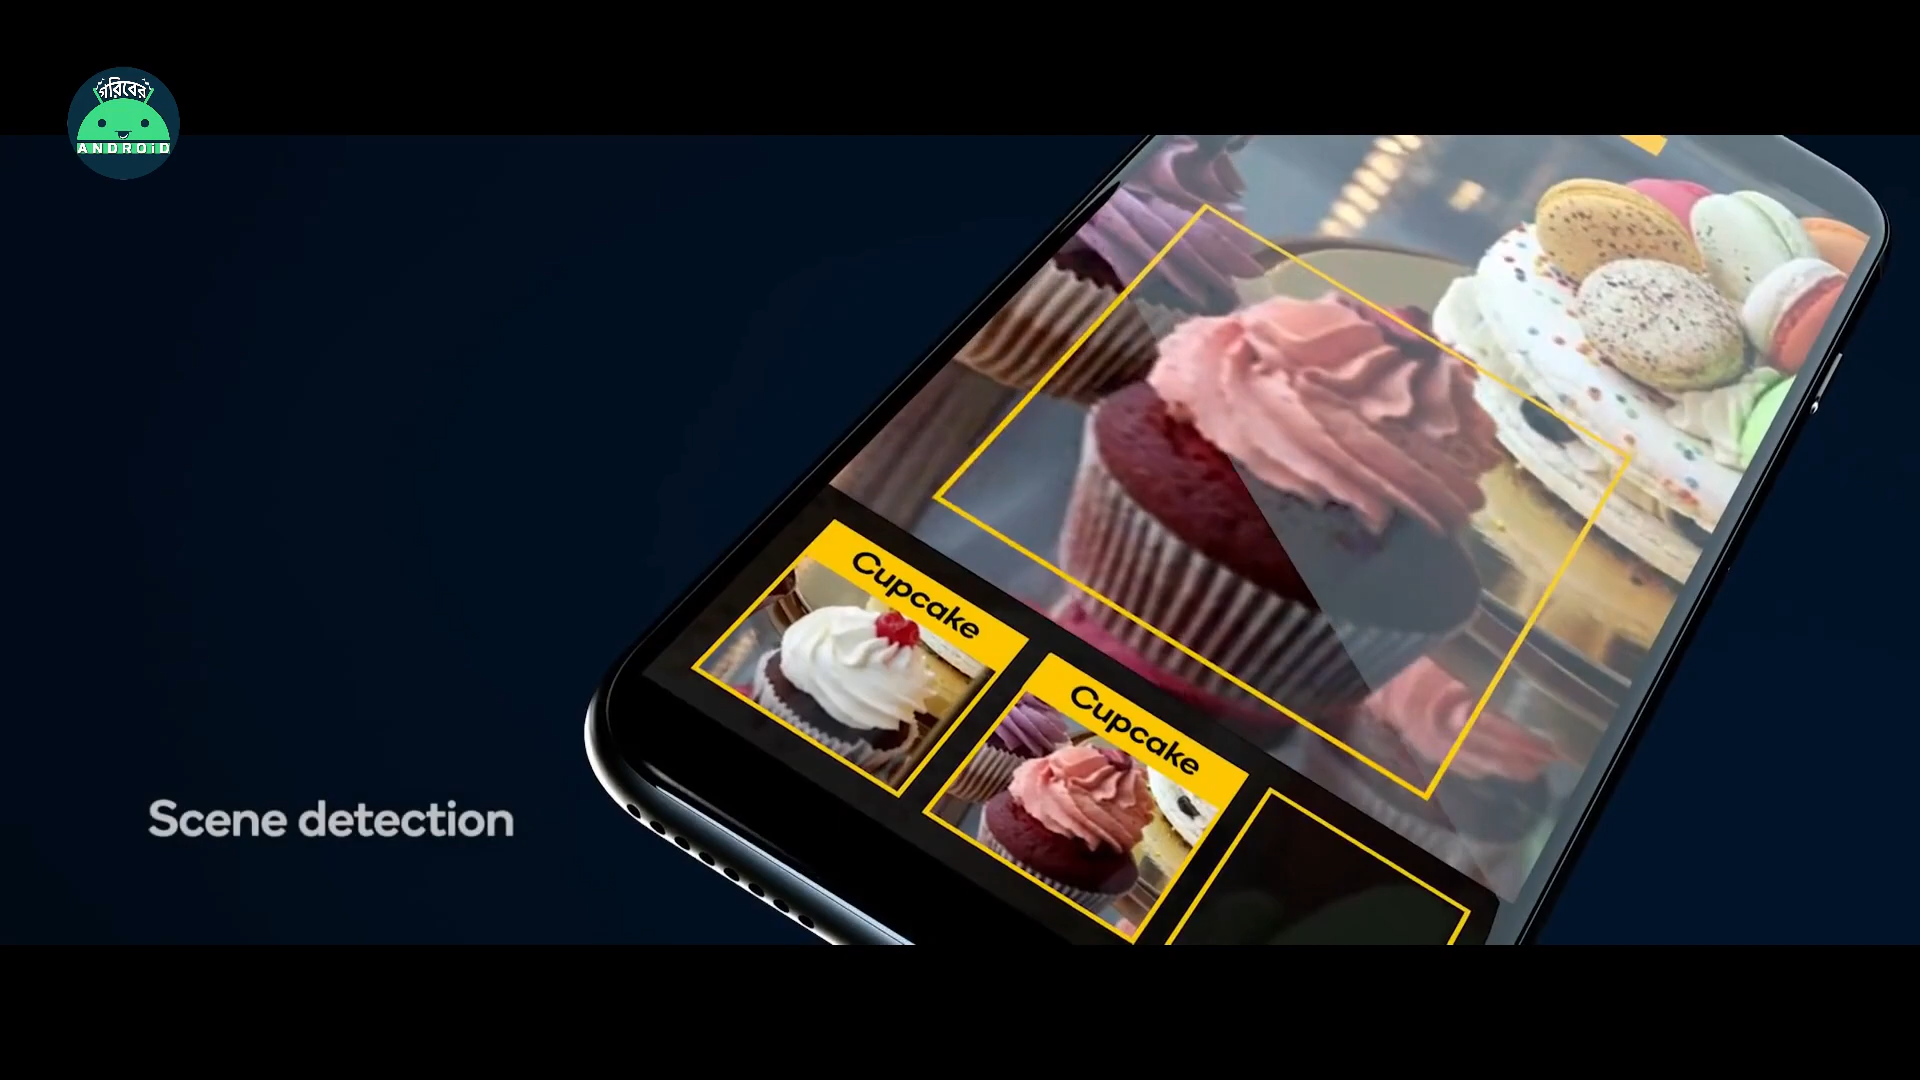 গরিবের
ANDROiD
Cupcake
Cupcake
Scene detection